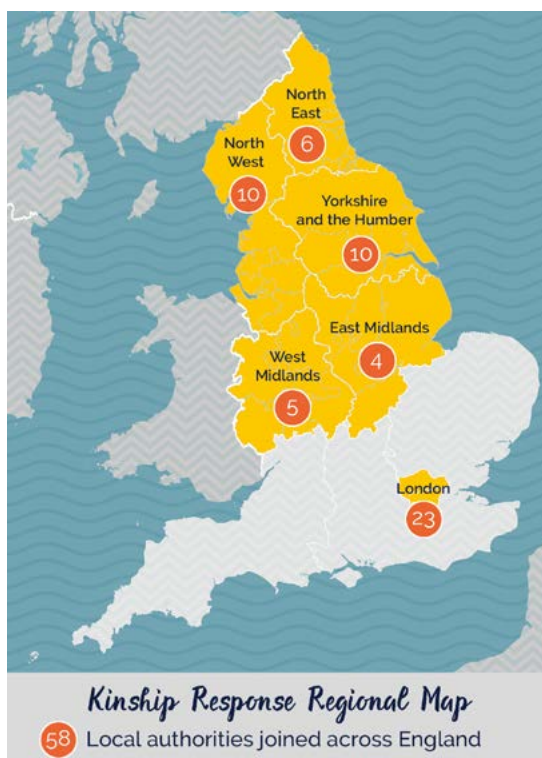 North
East
6
North
West
10
Yorkshire
and the Humber
10
East Midlands
4
West
Midlands
5
London
23
Kinship Response Regional Map
58 Local authorities joined across England